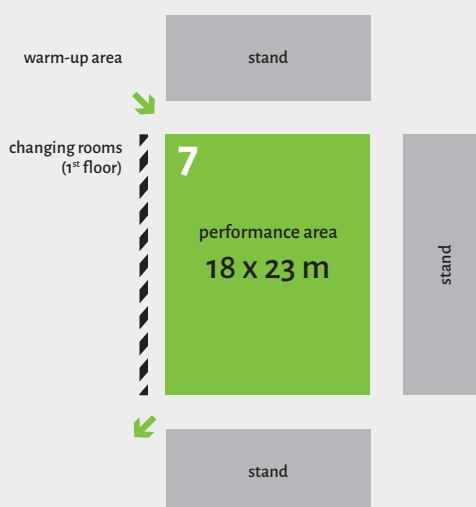 warm-up area
stand
changing rooms
(1st floor)
7
performance area
18 x 23 m
stand
stand